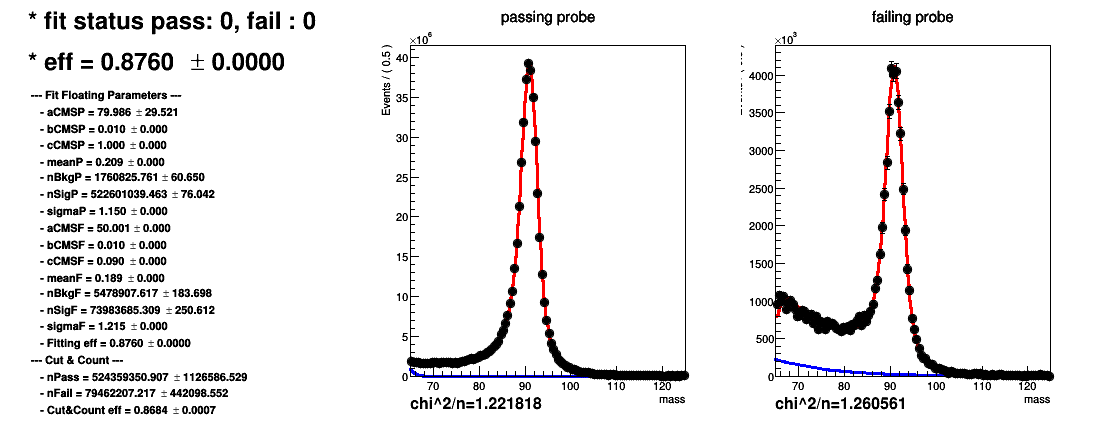 * fit status pass: 0, fail : 0
* eff = 0.8760 ± 0.0000
--- Fit Floating Parameters ---
- aCMSP = 79.986 ± 29.521
- bCMSP = 0.010 ± 0.000
- cCMSP = 1.000 ± 0.000
- meanP = 0.209 ± 0.000
- nBkgP = 1760825.761 ± 60.650
- nSigP = 522601039.463 ± 76.042
- sigmaP = 1.150 ± 0.000
- aCMSF = 50.001 ± 0.000
- bCMSF = 0.010 ± 0.000
- cCMSF = 0.090 ± 0.000
- meanF = 0.189 ± 0.000
- nBkgF = 5478907.617 ± 183.698
- nSigF = 73983685.309 ± 250.612
- sigmaF = 1.215 ± 0.000
- Fitting eff = 0.8760 ± 0.0000
--- Cut & Count ---
- nPass = 524359350.907 ± 1126586.529
- nFail = 79462207.217 ± 442098.552
- Cut&Count eff = 0.8684 ± 0.0007
passing probe
×10⁶
Events / ( 0.5 )
40
35
30
25
20
15
10
5
0
70 80 90 100 110 120
mass
chi^2/n=1.221818
failing probe
×10³
4000
3500
3000
2500
2000
1500
1000
500
0
70 80 90 100 110 120
mass
chi^2/n=1.260561